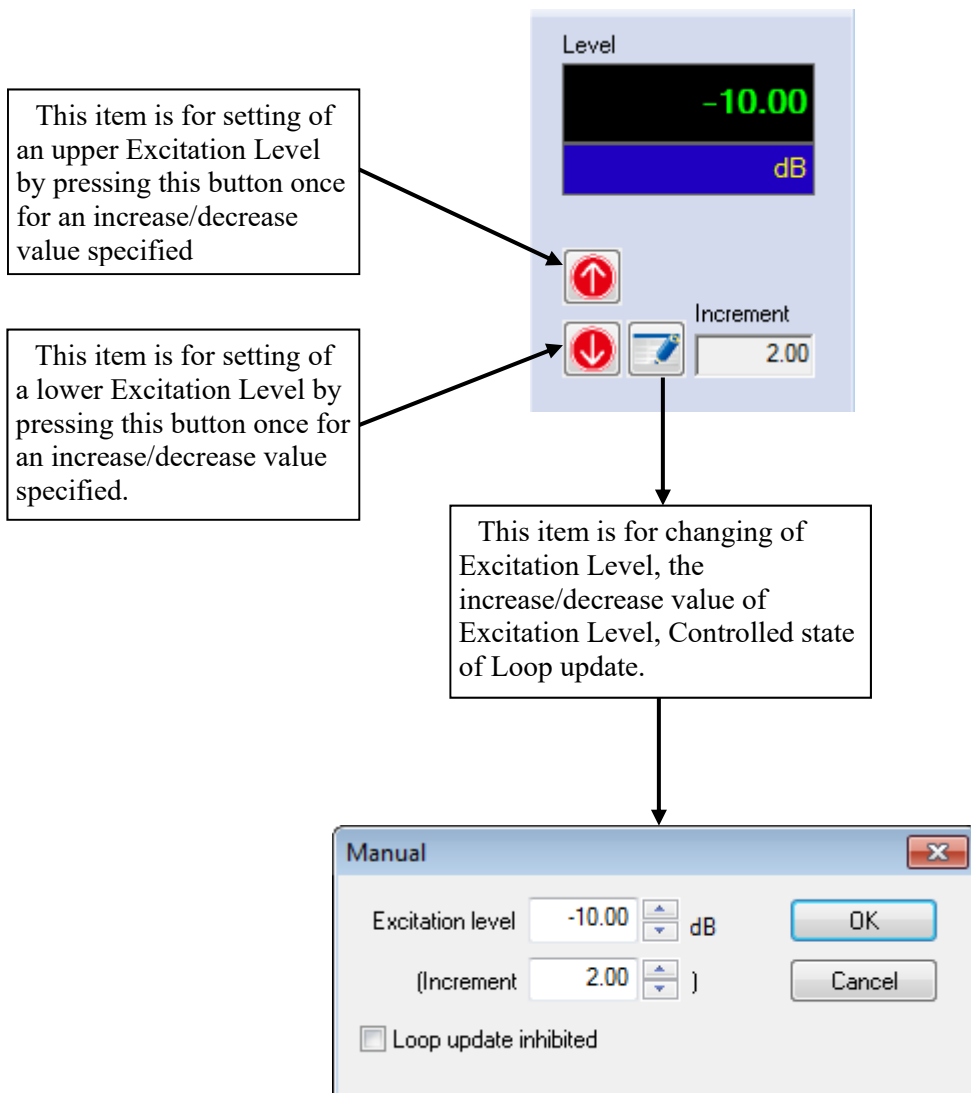 Level
-10.00
dB
This item is for setting of
an upper Excitation Level
by pressing this button once
for an increase/decrease
value specified
This item is for setting of
a lower Excitation Level by
pressing this button once for
an increase/decrease value
specified.
Increment
2.00
This item is for changing of
Excitation Level, the
increase/decrease value of
Excitation Level, Controlled state
of Loop update.
Manual
Excitation level -10.00 dB OK
(Increment 2.00 ) Cancel
Loop update inhibited